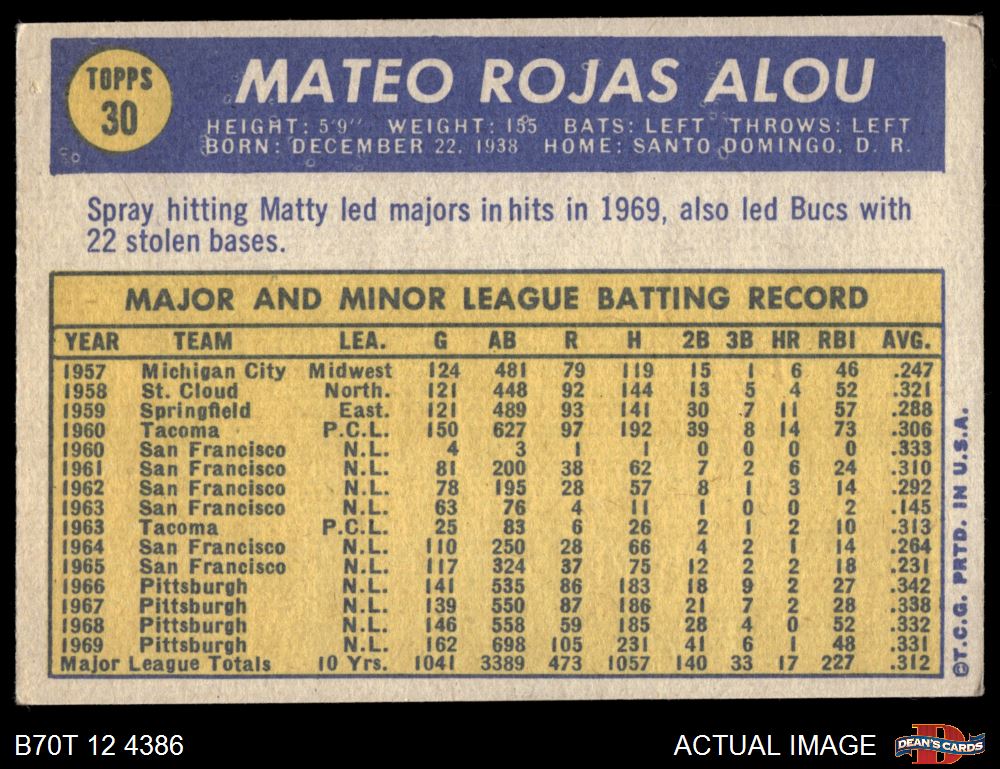 TOPPS
30
MATEO ROJAS ALOU
HEIGHT: 5'9" WEIGHT: 155 BATS: LEFT THROWS: LEFT
BORN: DECEMBER 22, 1938 HOME: SANTO DOMINGO, D. R.
Spray hitting Matty led majors in hits in 1969, also led Bucs with
22 stolen bases.
MAJOR AND MINOR LEAGUE BATTING RECORD
YEAR TEAM LEA. G AB R H 2B 3B HR RBI AVG.
1957 Michigan City Midwest 124 481 79 119 15 1 6 46 .247
1958 St. Cloud North. 121 448 92 144 13 5 4 52 .321
1959 Springfield East. 121 489 93 141 30 7 11 57 .288
1960 Tacoma P.C.L. 150 627 97 192 39 8 14 73 .306
1960 San Francisco N.L. 4 3 1 1 0 0 0 0 .333
1961 San Francisco N.L. 81 200 38 62 7 2 6 24 .310
1962 San Francisco N.L. 78 195 28 57 8 1 3 14 .292
1963 San Francisco N.L. 63 76 4 11 1 0 0 2 .145
1963 Tacoma P.C.L. 25 83 6 26 2 1 2 10 .313
1964 San Francisco N.L. 110 250 28 66 4 2 1 14 .264
1965 San Francisco N.L. 117 324 37 75 12 2 2 18 .231
1966 Pittsburgh N.L. 141 535 86 183 18 9 2 27 .342
1967 Pittsburgh N.L. 139 550 87 186 21 7 2 28 .338
1968 Pittsburgh N.L. 146 558 59 185 28 4 0 52 .332
1969 Pittsburgh N.L. 162 698 105 231 41 6 1 48 .331
Major League Totals 10 Yrs. 1041 3389 473 1057 140 33 17 227 .312
©T.C.G. PRTD. IN U.S.A.
B70T 12 4386
ACTUAL IMAGE
D
DEAN'S CARDS